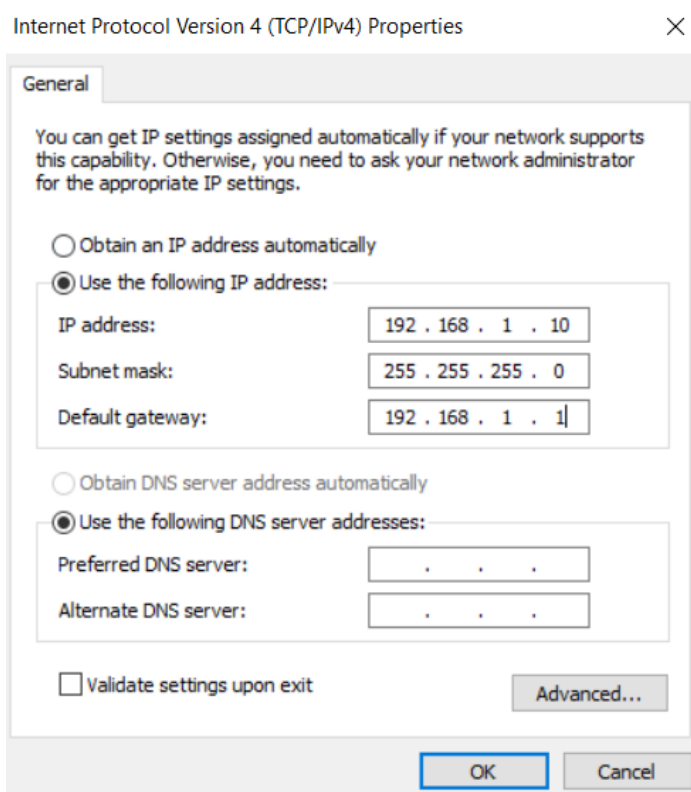 Internet Protocol Version 4 (TCP/IPv4) Properties
General
You can get IP settings assigned automatically if your network supports
this capability. Otherwise, you need to ask your network administrator
for the appropriate IP settings.
Obtain an IP address automatically
Use the following IP address:
IP address: 192 . 168 . 1 . 10
Subnet mask: 255 . 255 . 255 . 0
Default gateway: 192 . 168 . 1 . 1
Obtain DNS server address automatically
Use the following DNS server addresses:
Preferred DNS server: . . .
Alternate DNS server: . . .
Validate settings upon exit
Advanced...
OK Cancel